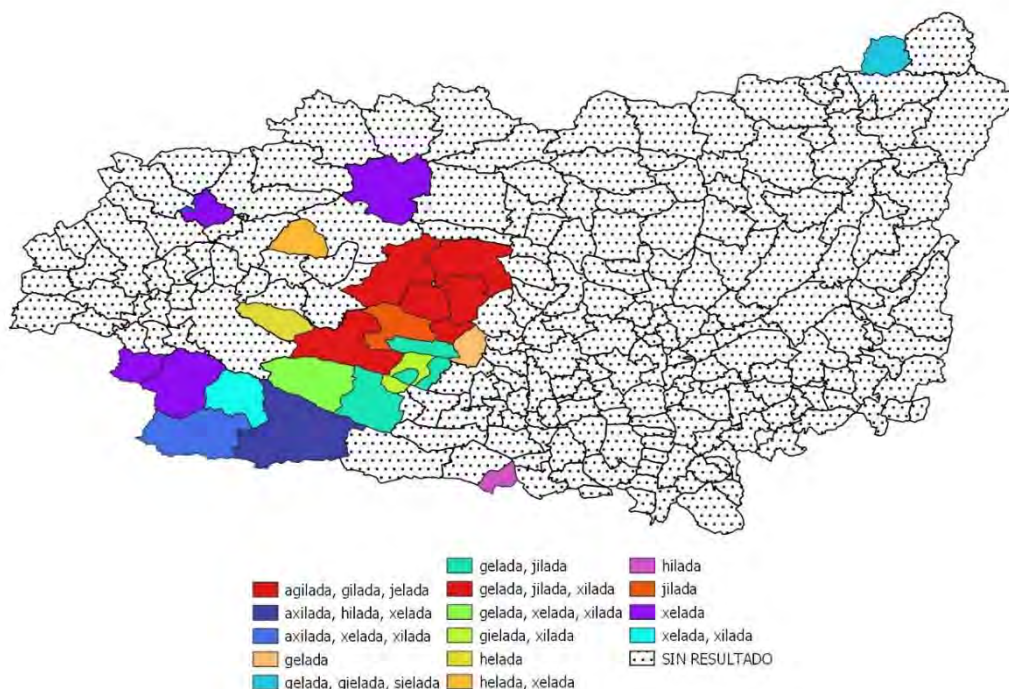 agilada, gilada, jelada
axilada, hilada, xelada
axilada, xelada, xilada
gelada
gelada, gielada, sielada
gelada, jilada
gelada, jilada, xilada
gelada, xelada, xilada
gielada, xilada
helada
helada, xelada
hilada
jilada
xelada
xelada, xilada
SIN RESULTADO